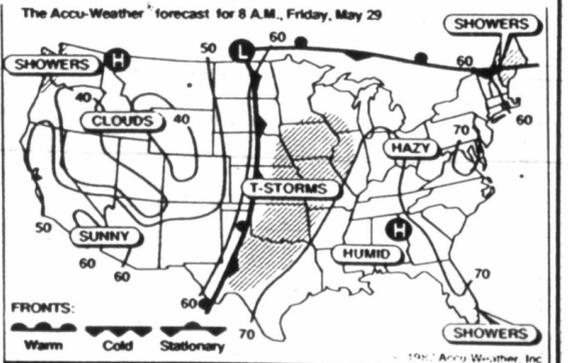 The Accu-Weather forecast for 8 A.M., Friday, May 29
SHOWERS
50
L
60
SHOWERS
H
60
40
CLOUDS
40
60
70
HAZY
T-STORMS
50
SUNNY
H
HUMID
60
60
70
60
70
FRONTS:
SHOWERS
Warm Cold Stationary
Accu Weather, Inc